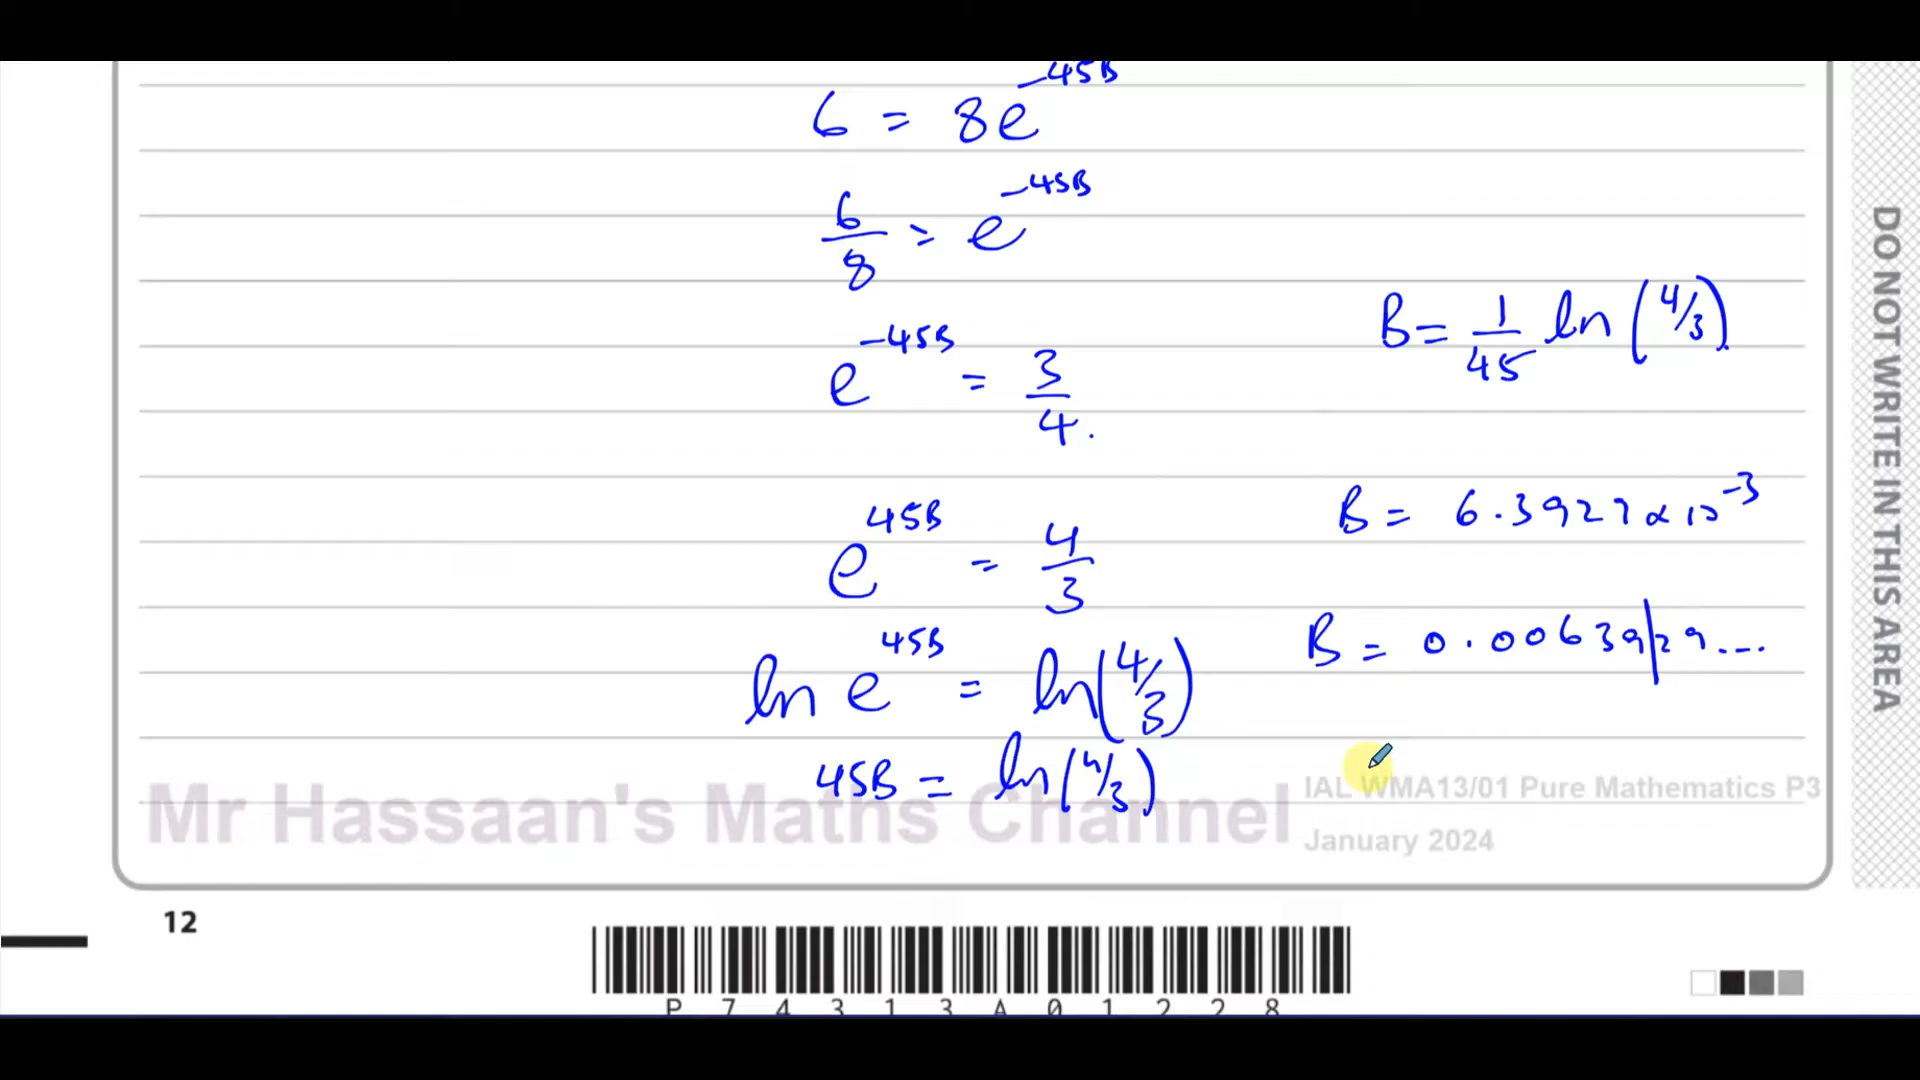 6 = 8e^{-45B}
6/8 = e^{-45B}
e^{-45B} = 3/4.
e^{45B} = 4/3
ln e^{45B} = ln(4/3)
45B = ln(4/3)
B = 1/45 ln(4/3).
B = 6.3929 x 10^{-3}
B = 0.00639|29...
Mr Hassaan's Maths Channel
IAL WMA13/01 Pure Mathematics P3
January 2024
12
P 7 4 3 1 3 A 0 1 2 2 8
DO NOT WRITE IN THIS AREA